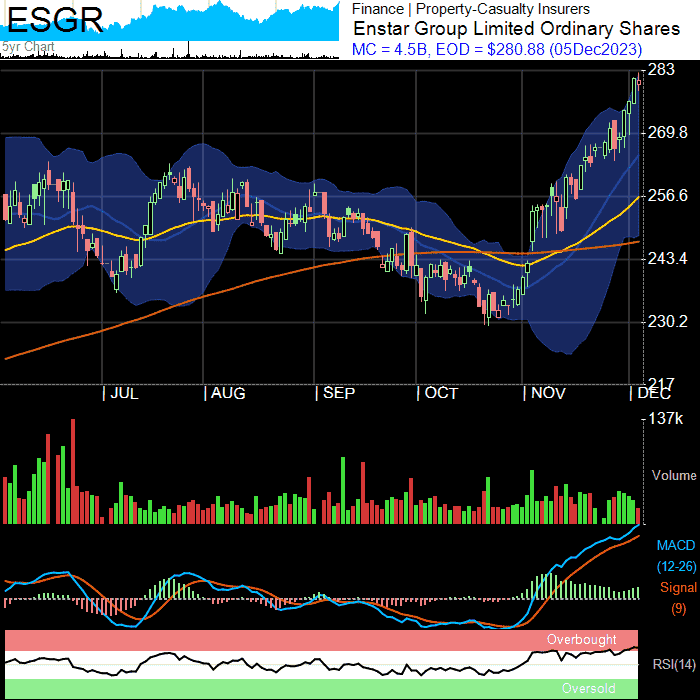 ESGR
Finance | Property-Casualty Insurers
Enstar Group Limited Ordinary Shares
5yr Chart
MC = 4.5B, EOD = $280.88 (05Dec2023)
283
269.8
256.6
243.4
230.2
217
JUL AUG SEP OCT NOV DEC
137k
Volume
MACD
(12-26)
Signal
(9)
Overbought
RSI(14)
Oversold